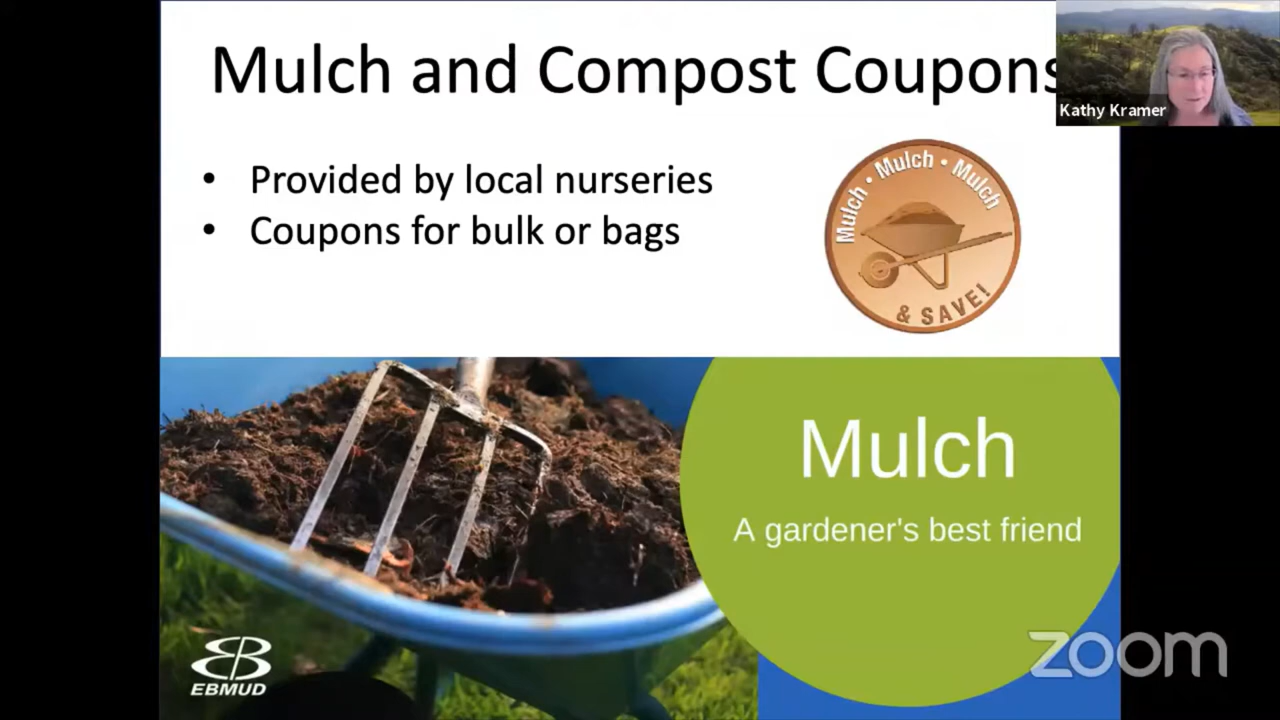 Mulch and Compost Coupons
Kathy Kramer
• Provided by local nurseries
• Coupons for bulk or bags
Mulch • Mulch • Mulch
& SAVE!
Mulch
A gardener's best friend
EBMUD
zoom